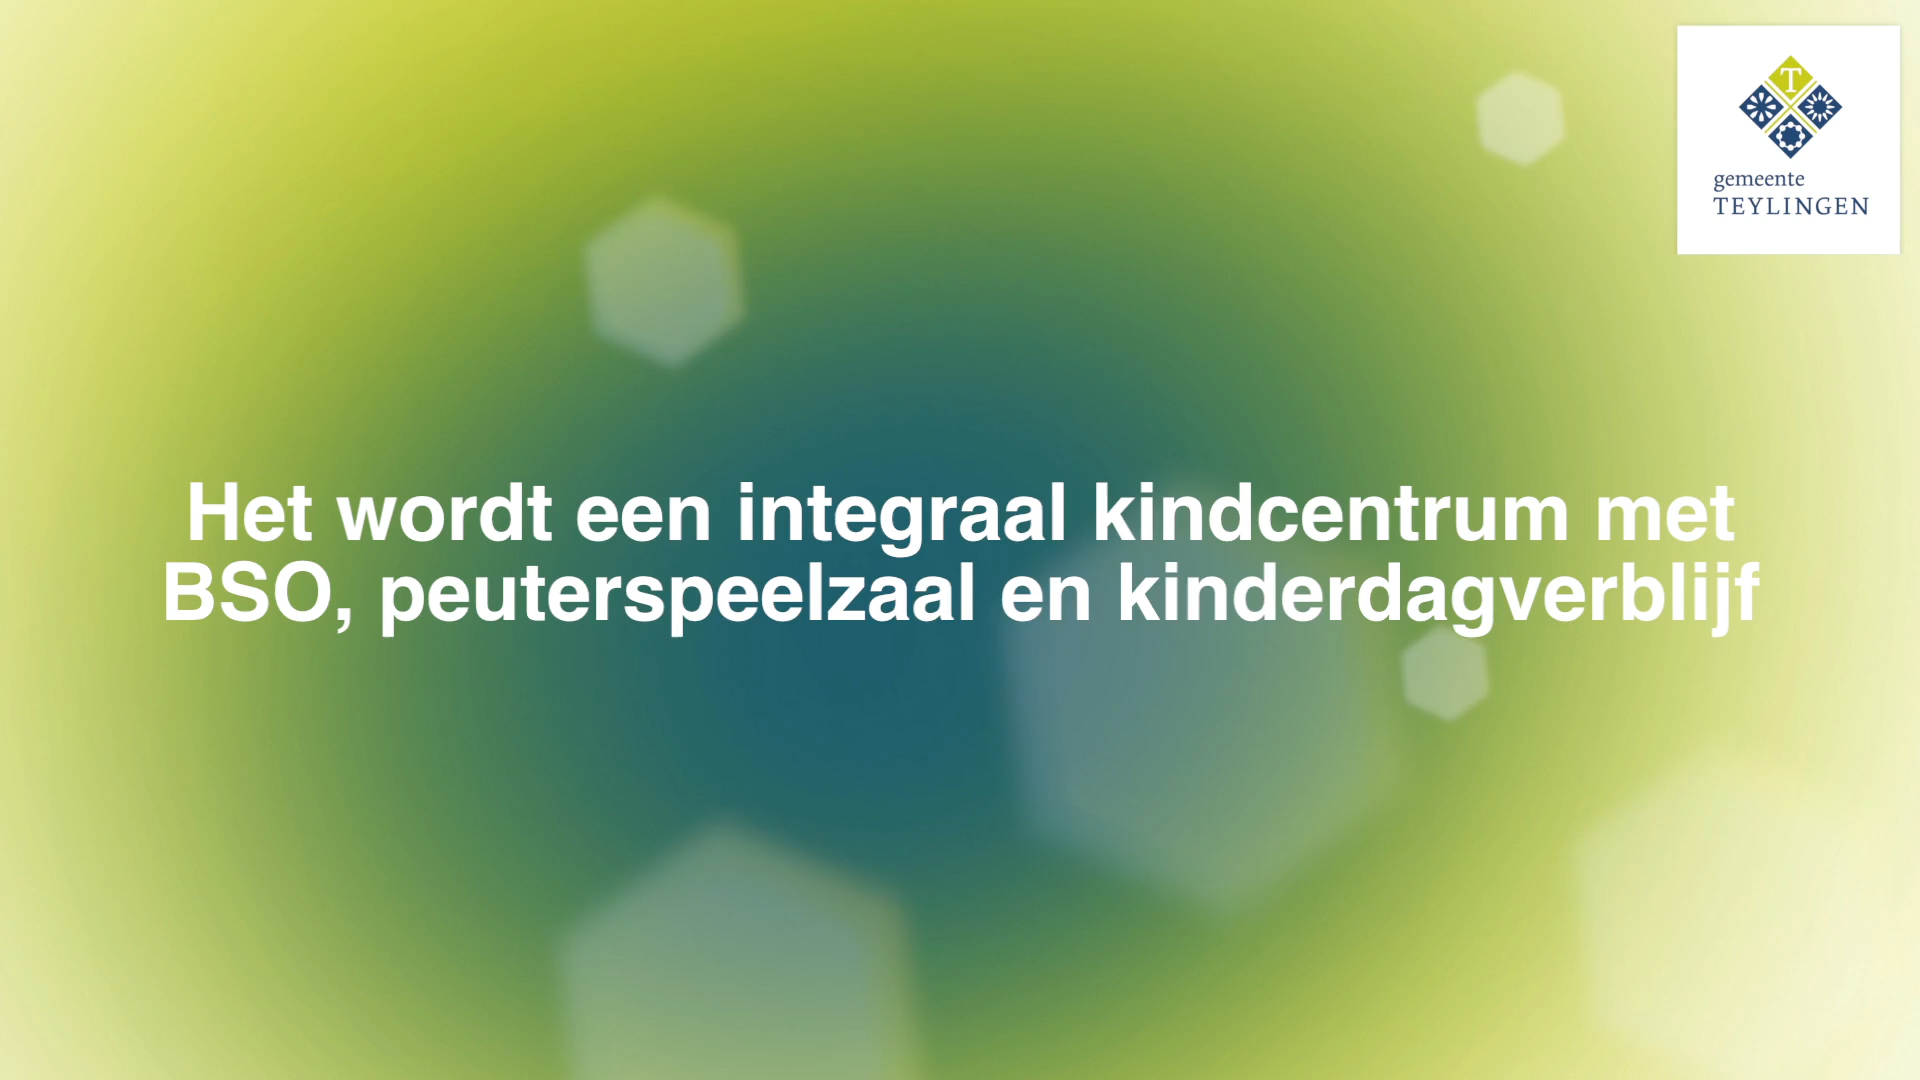 T
gemeente
TEYLINGEN
Het wordt een integraal kindcentrum met
BSO, peuterspeelzaal en kinderdagverblijf